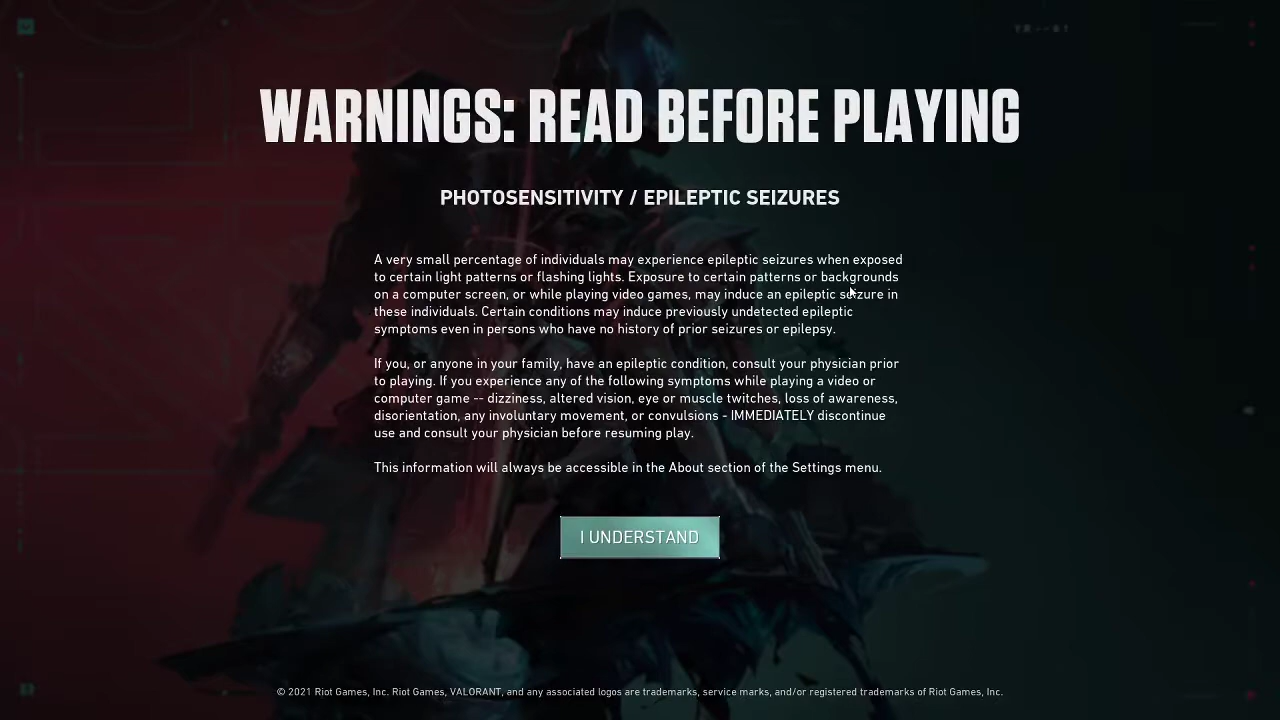 WARNINGS: READ BEFORE PLAYING
PHOTOSENSITIVITY / EPILEPTIC SEIZURES
A very small percentage of individuals may experience epileptic seizures when exposed
to certain light patterns or flashing lights. Exposure to certain patterns or backgrounds
on a computer screen, or while playing video games, may induce an epileptic seizure in
these individuals. Certain conditions may induce previously undetected epileptic
symptoms even in persons who have no history of prior seizures or epilepsy.
If you, or anyone in your family, have an epileptic condition, consult your physician prior
to playing. If you experience any of the following symptoms while playing a video or
computer game -- dizziness, altered vision, eye or muscle twitches, loss of awareness,
disorientation, any involuntary movement, or convulsions - IMMEDIATELY discontinue
use and consult your physician before resuming play.
This information will always be accessible in the About section of the Settings menu.
I UNDERSTAND
© 2021 Riot Games, Inc. Riot Games, VALORANT, and any associated logos are trademarks, service marks, and/or registered trademarks of Riot Games, Inc.